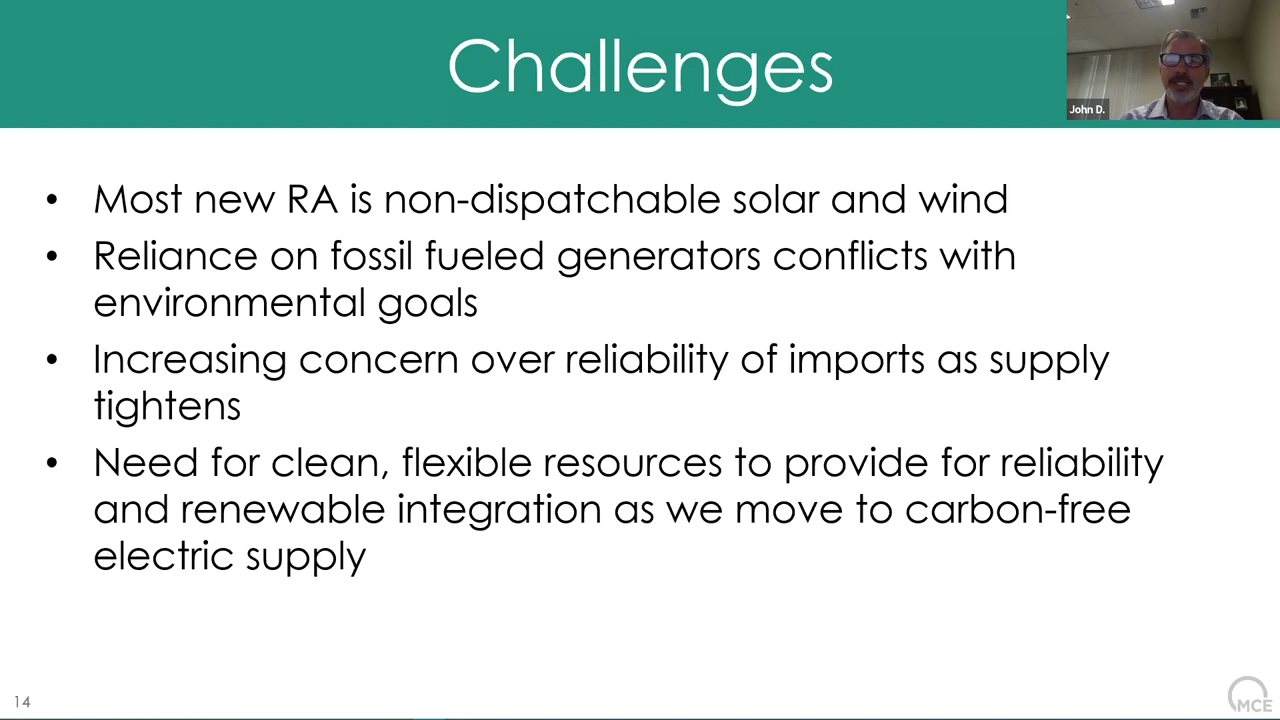 Challenges
John D.
• Most new RA is non-dispatchable solar and wind
• Reliance on fossil fueled generators conflicts with
environmental goals
• Increasing concern over reliability of imports as supply
tightens
• Need for clean, flexible resources to provide for reliability
and renewable integration as we move to carbon-free
electric supply
14
MCE